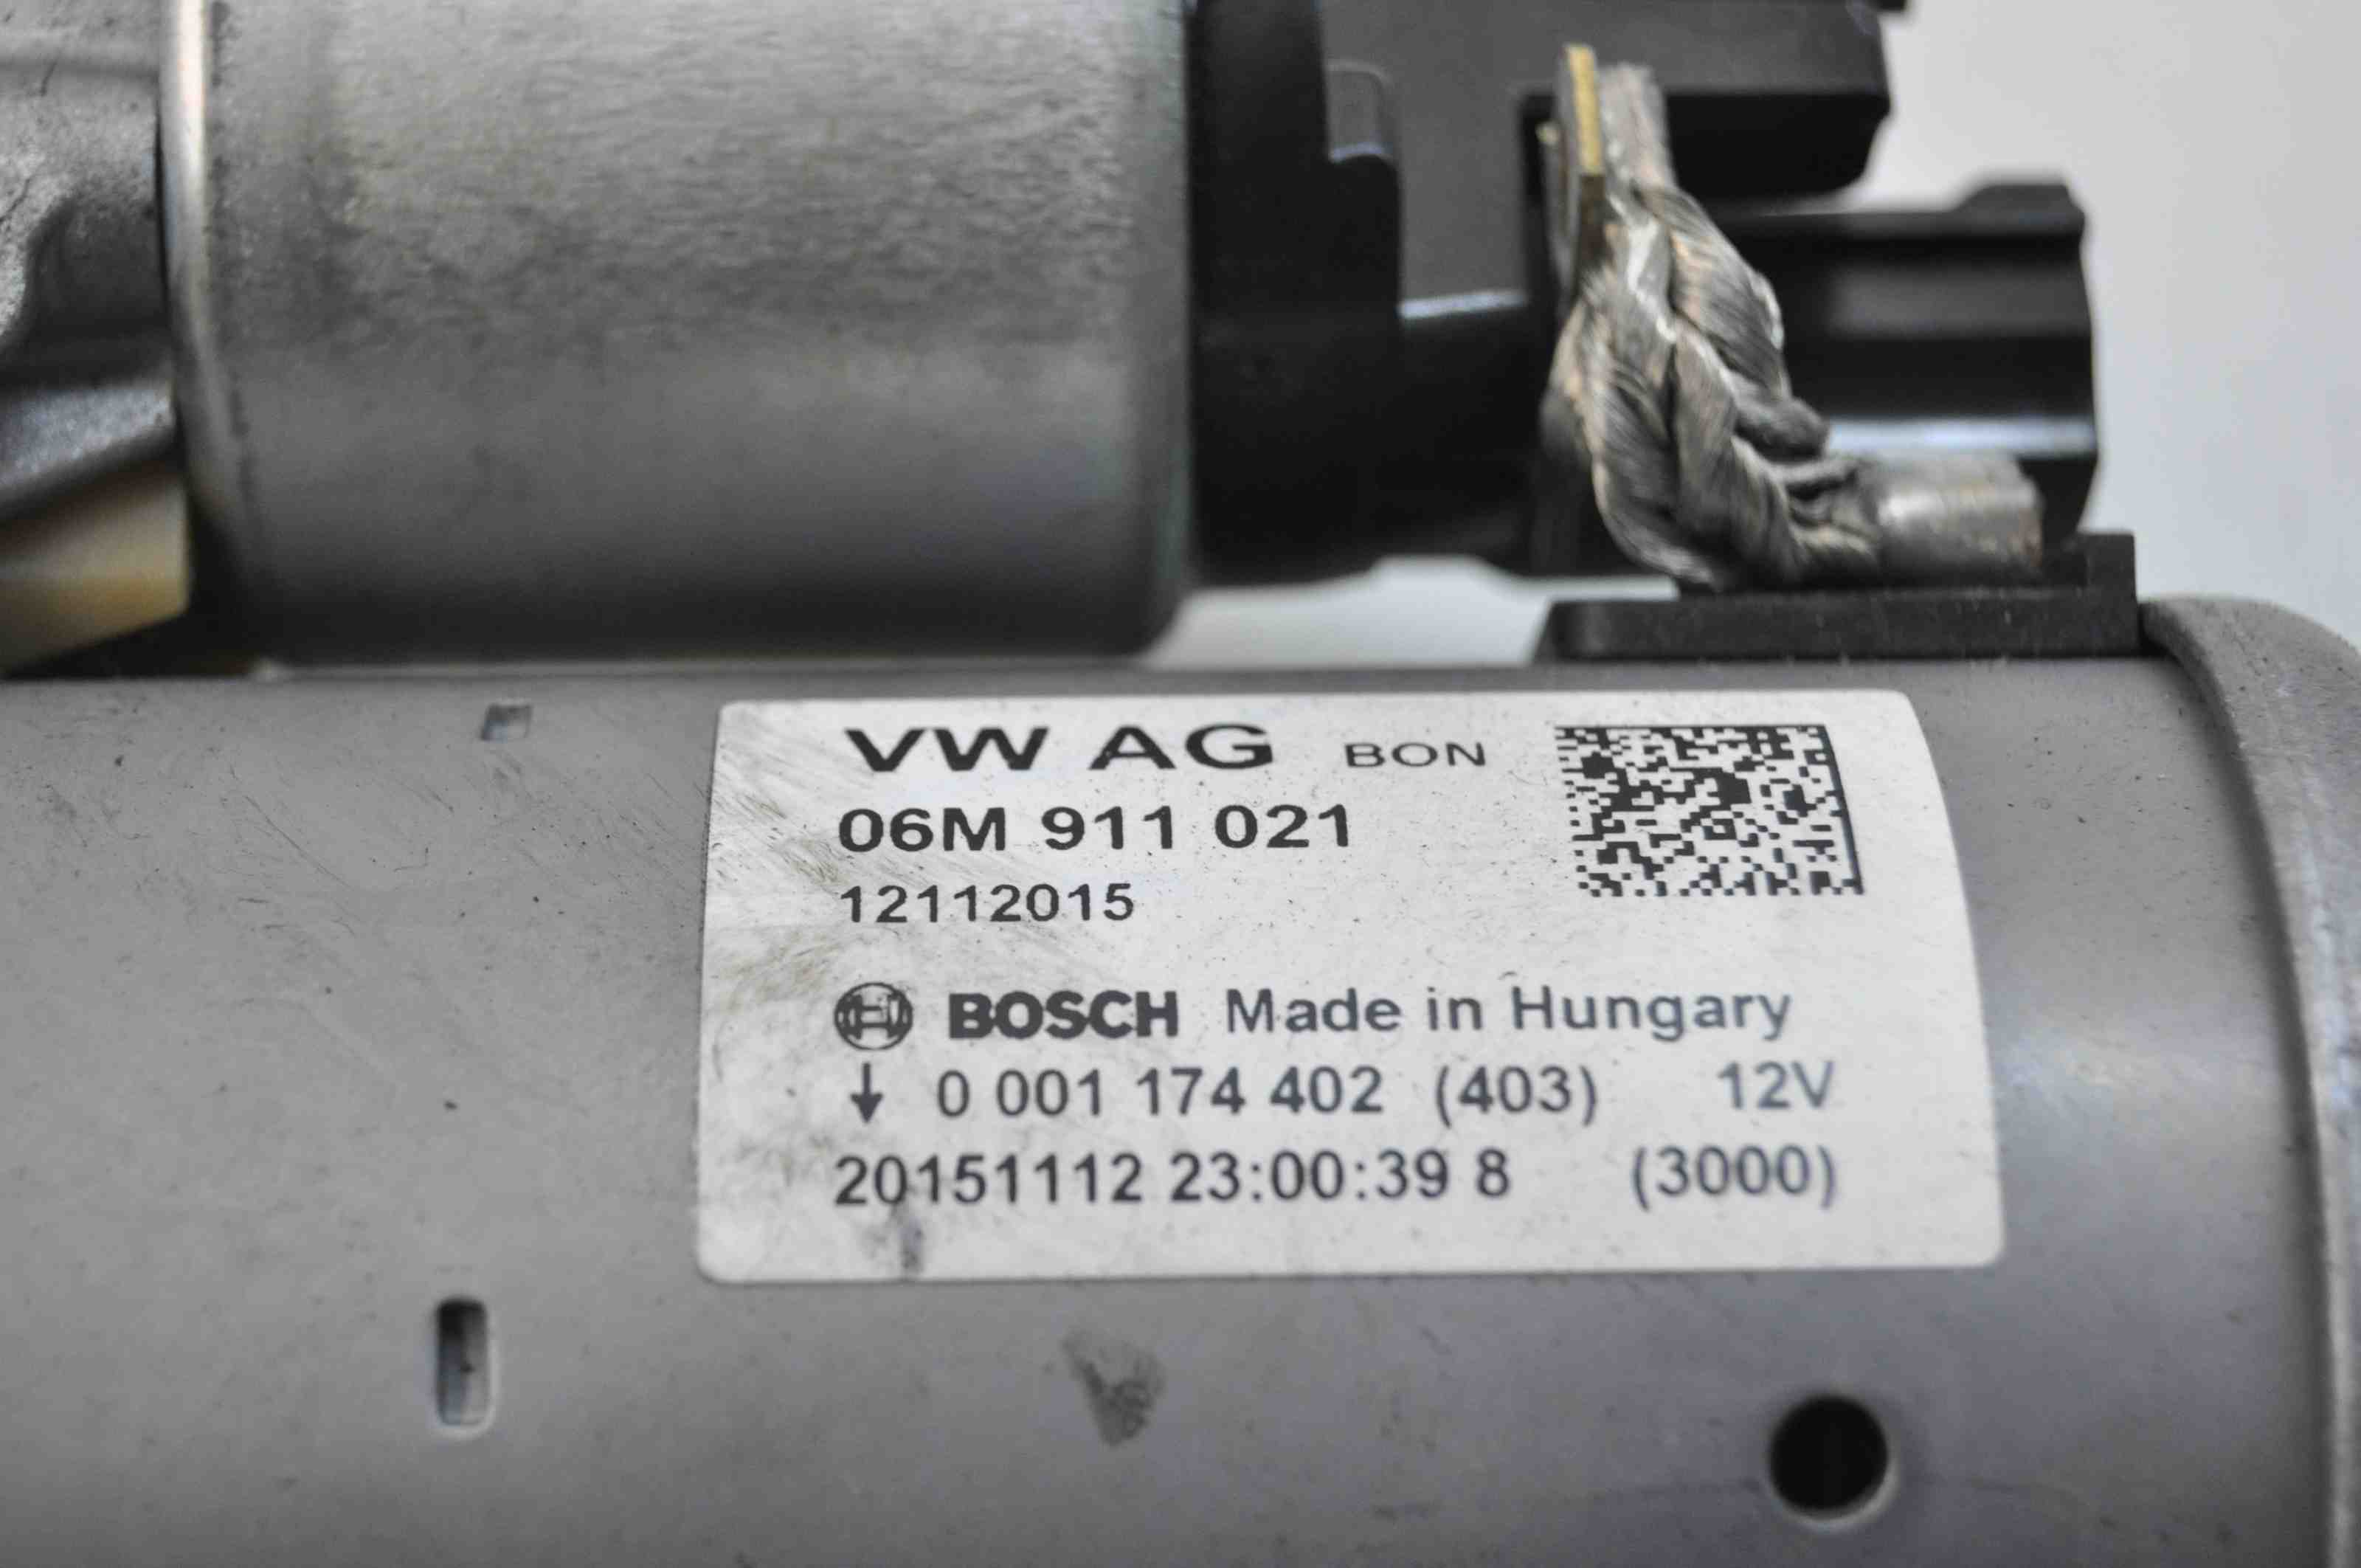 VW AG BON
06M 911 021
12112015
BOSCH Made in Hungary
↓ 0 001 174 402 (403) 12V
20151112 23:00:39 8 (3000)